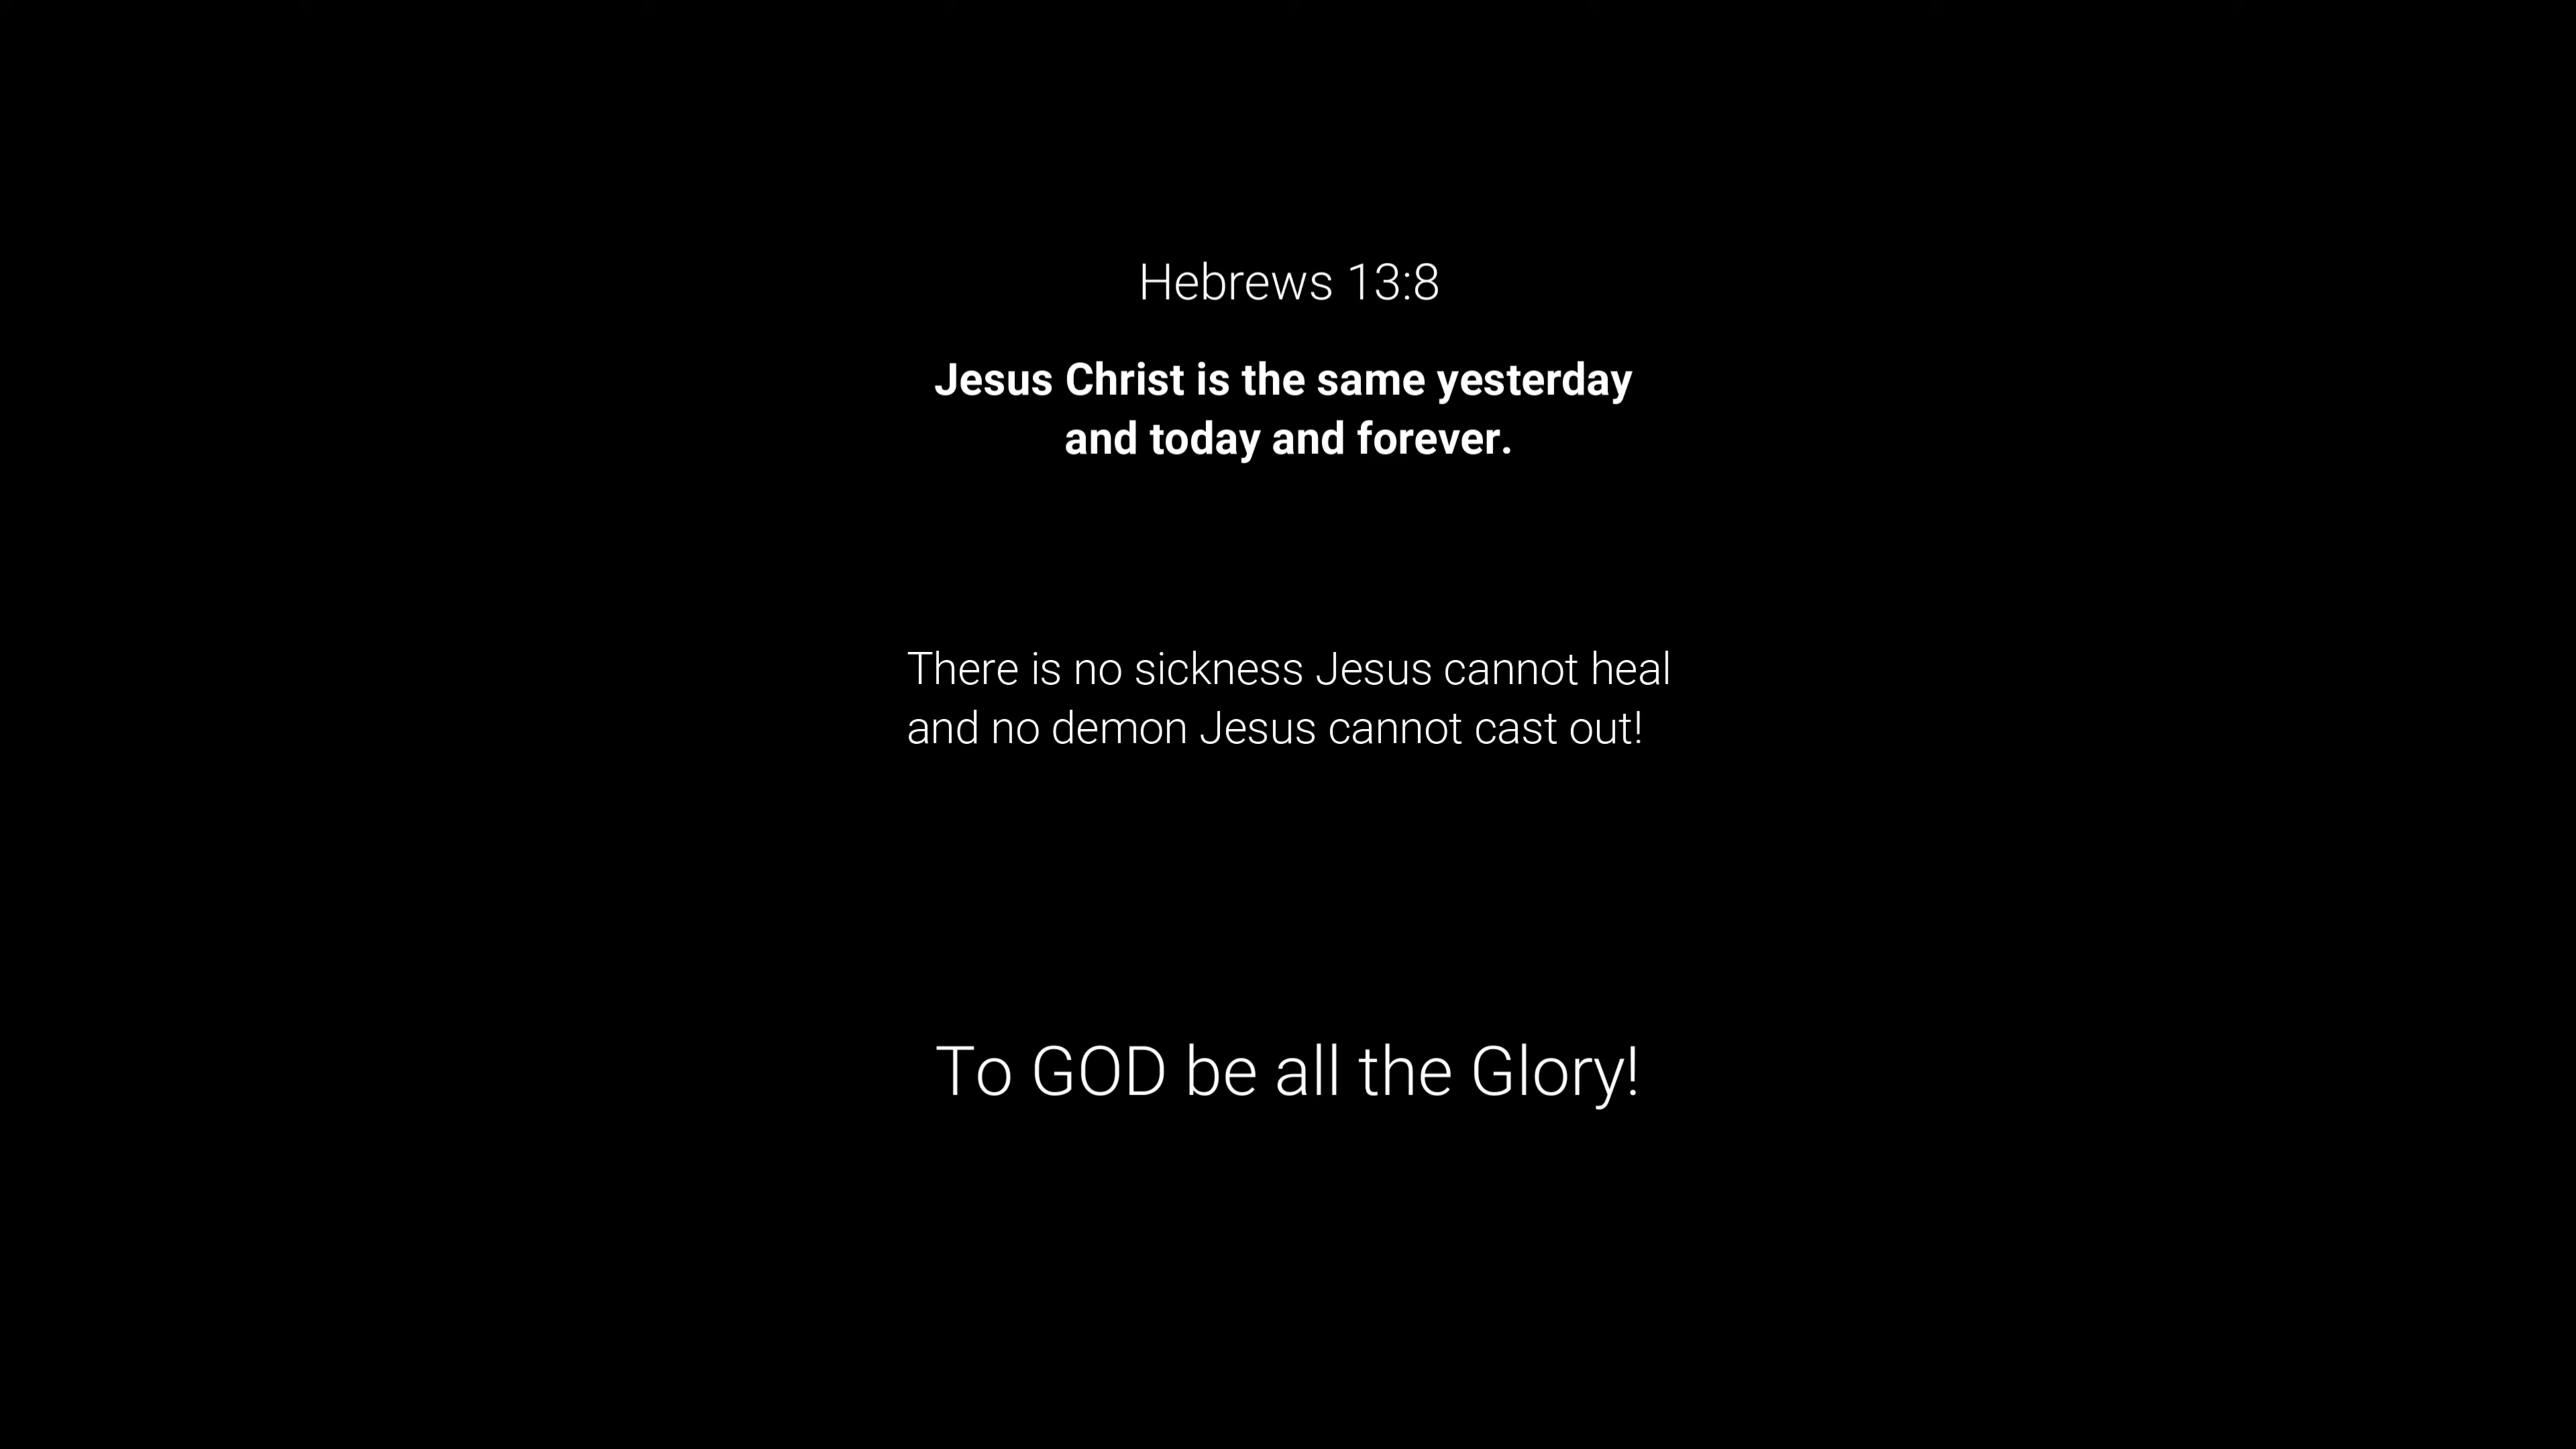 Hebrews 13:8
Jesus Christ is the same yesterday
and today and forever.
There is no sickness Jesus cannot heal
and no demon Jesus cannot cast out!
To GOD be all the Glory!